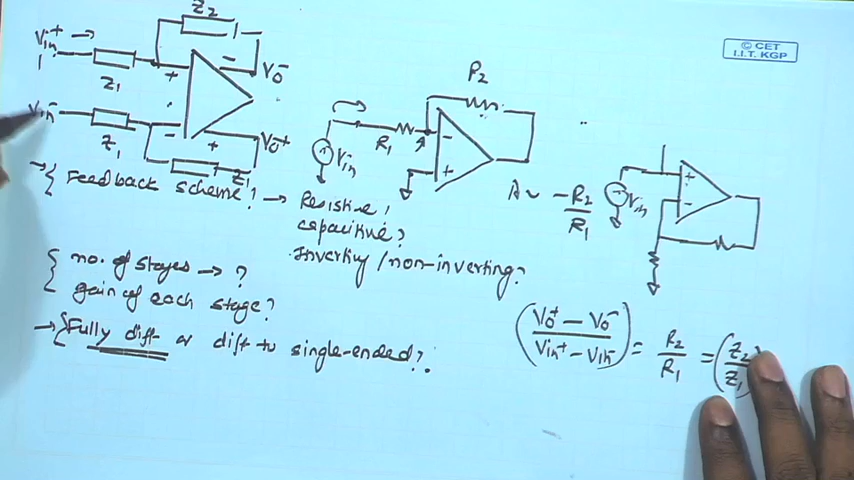 © CET
I.I.T. KGP
Z2
Vin+ →
Z1
+ −
Vo−
Vin−
Z1
− +
Vo+
Z1
R2
R1
Vin
−
+
A ~ −R2/R1
Vin
+
−
→ { Feedback scheme? → Resistive,
capacitive?
Inverting/non-inverting?
{ no. of stages → ?
gain of each stage?
→ { Fully diff or diff to single-ended?
(Vo+ − Vo−)/(Vin+ − Vin−) = R2/R1 = (Z2/Z1)